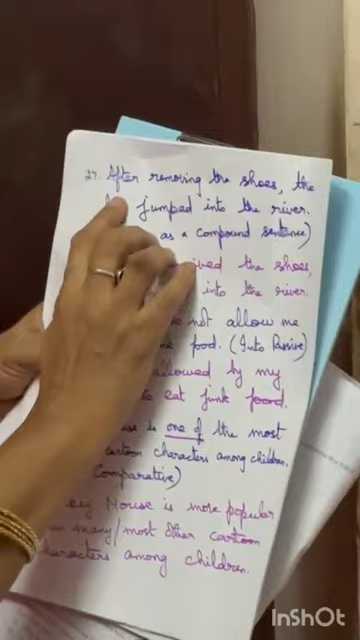 27. After removing the shoes, the
jumped into the river.
as a compound sentence)
the shoes,
into the river.
not allow me
food. (Into Passive)
allowed by my
to eat junk food.
is one of the most
cartoon characters among children.
Comparative)
Mouse is more popular
many/most other cartoon
characters among children.
InShOt